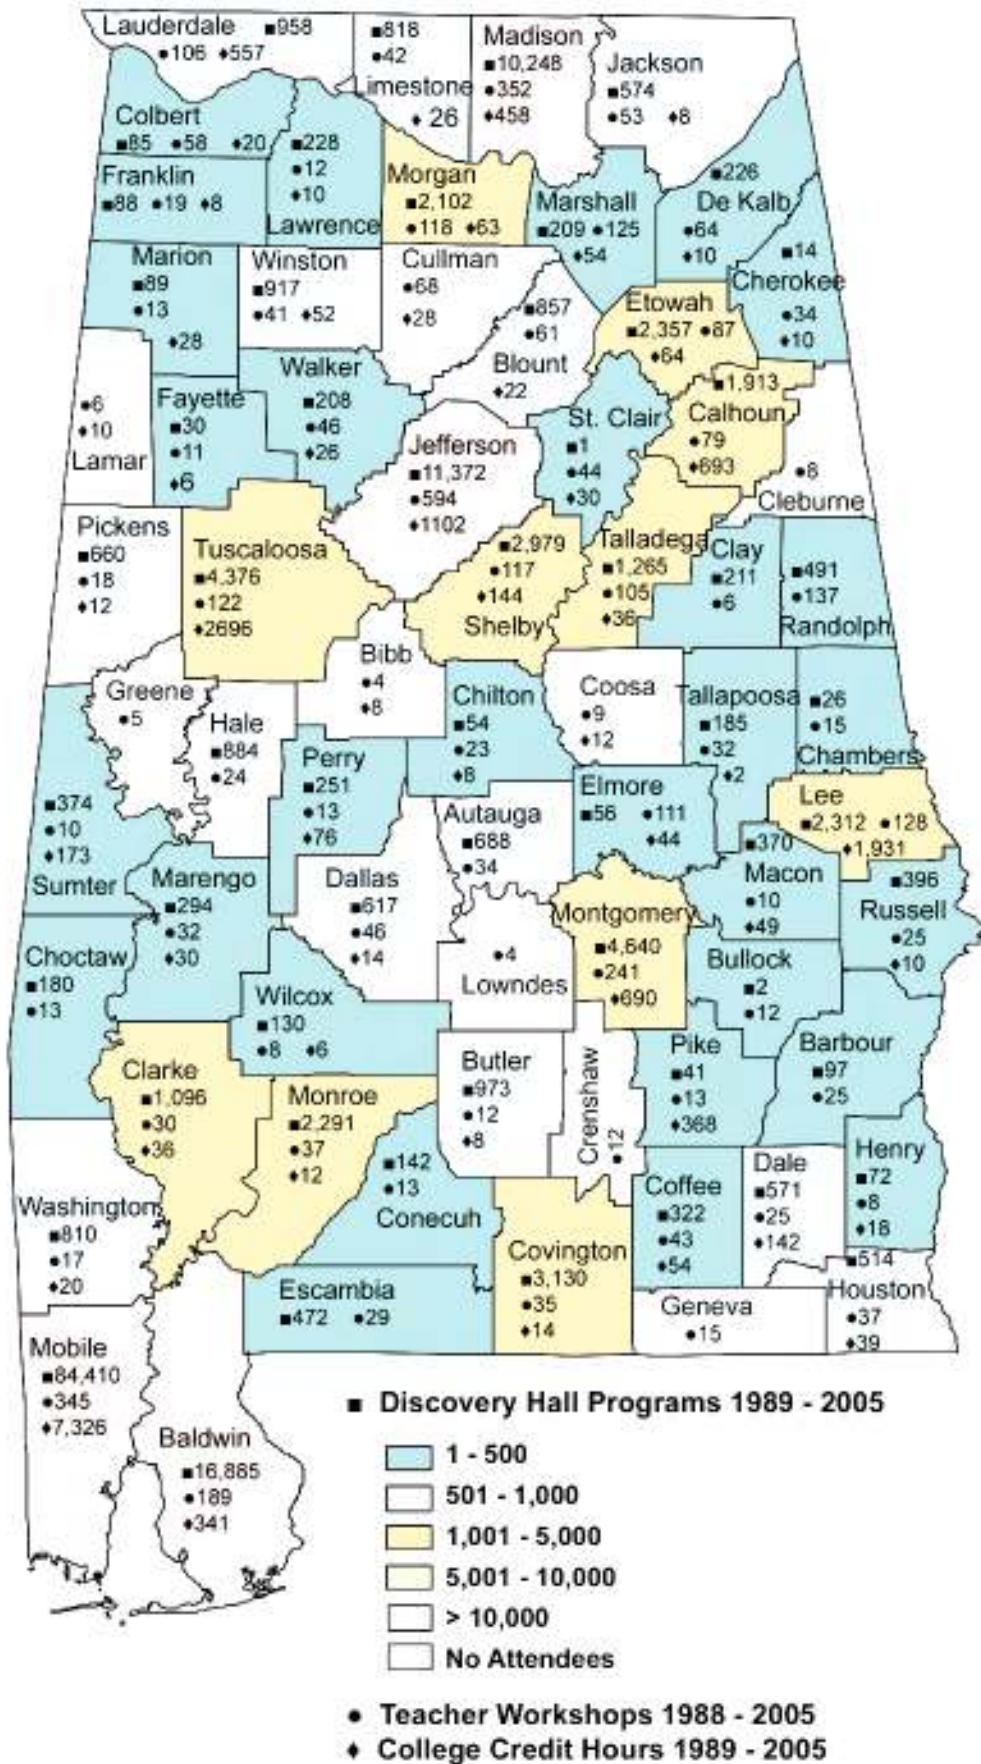 Lauderdale ■958
●106 ♦557
■818
●42
imestone
♦ 26
Madison
■10,248
●352
♦458
Jackson
■574
●53 ♦8
Colbert
■85 ●58 ♦20
■228
●12
♦10
Lawrence
Franklin
■88 ●19 ♦8
Morgan
■2,102
●118 ♦63
Marshall
■209 ●125
♦54
■226
De Kalb
●64
♦10
■14
Cherokee
●34
♦10
Marion
■89
●13
♦28
Winston
■917
●41 ♦52
Cullman
●68
♦28
■857
●61
Blount
♦22
Etowah
■2,357 ●87
♦64
Walker
■208
●46
♦26
●6
♦10
Lamar
Fayette
■30
●11
♦6
Jefferson
■11,372
●594
♦1102
St. Clair
■1
●44
♦30
■1,913
Calhoun
●79
♦693
●8
Cleburne
Pickens
■660
●18
♦12
Tuscaloosa
■4,376
●122
♦2696
■2,979
●117
♦144
Shelby
Talladega
■1,265
●105
♦36
Clay
■211
●6
■491
●137
Randolph
Bibb
●4
♦8
Greene
●5
Hale
■884
●24
Chilton
■54
●23
♦8
Coosa
●9
♦12
Tallapoosa
■185
●32
♦2
■26
●15
Chambers
Perry
■251
●13
♦76
■374
●10
♦173
Sumter
Autauga
■688
●34
Elmore
■56 ●111
♦44
Lee
■2,312 ●128
♦1,931
■370
Macon
●10
♦49
Marengo
■294
●32
♦30
Dallas
■617
●46
♦14
■396
Russell
●25
♦10
Montgomery
■4,640
●241
♦690
●4
Lowndes
Bullock
■2
●12
Choctaw
■180
●13
Wilcox
■130
●8 ♦6
Clarke
■1,096
●30
♦36
Monroe
■2,291
●37
♦12
Butler
■973
●12
♦8
Crenshaw
●12
Pike
■41
●13
♦368
Barbour
■97
●25
■142
●13
Conecuh
Henry
■72
●8
♦18
Washington
■810
●17
♦20
Coffee
■322
●43
♦54
Dale
■571
●25
♦142
Covington
■3,130
●35
♦14
Escambia
■472 ●29
■514
Houston
●37
♦39
Geneva
●15
Mobile
■84,410
●345
♦7,326
Baldwin
■16,885
●189
♦341
■ Discovery Hall Programs 1989 - 2005
1 - 500
501 - 1,000
1,001 - 5,000
5,001 - 10,000
> 10,000
No Attendees
● Teacher Workshops 1988 - 2005
♦ College Credit Hours 1989 - 2005